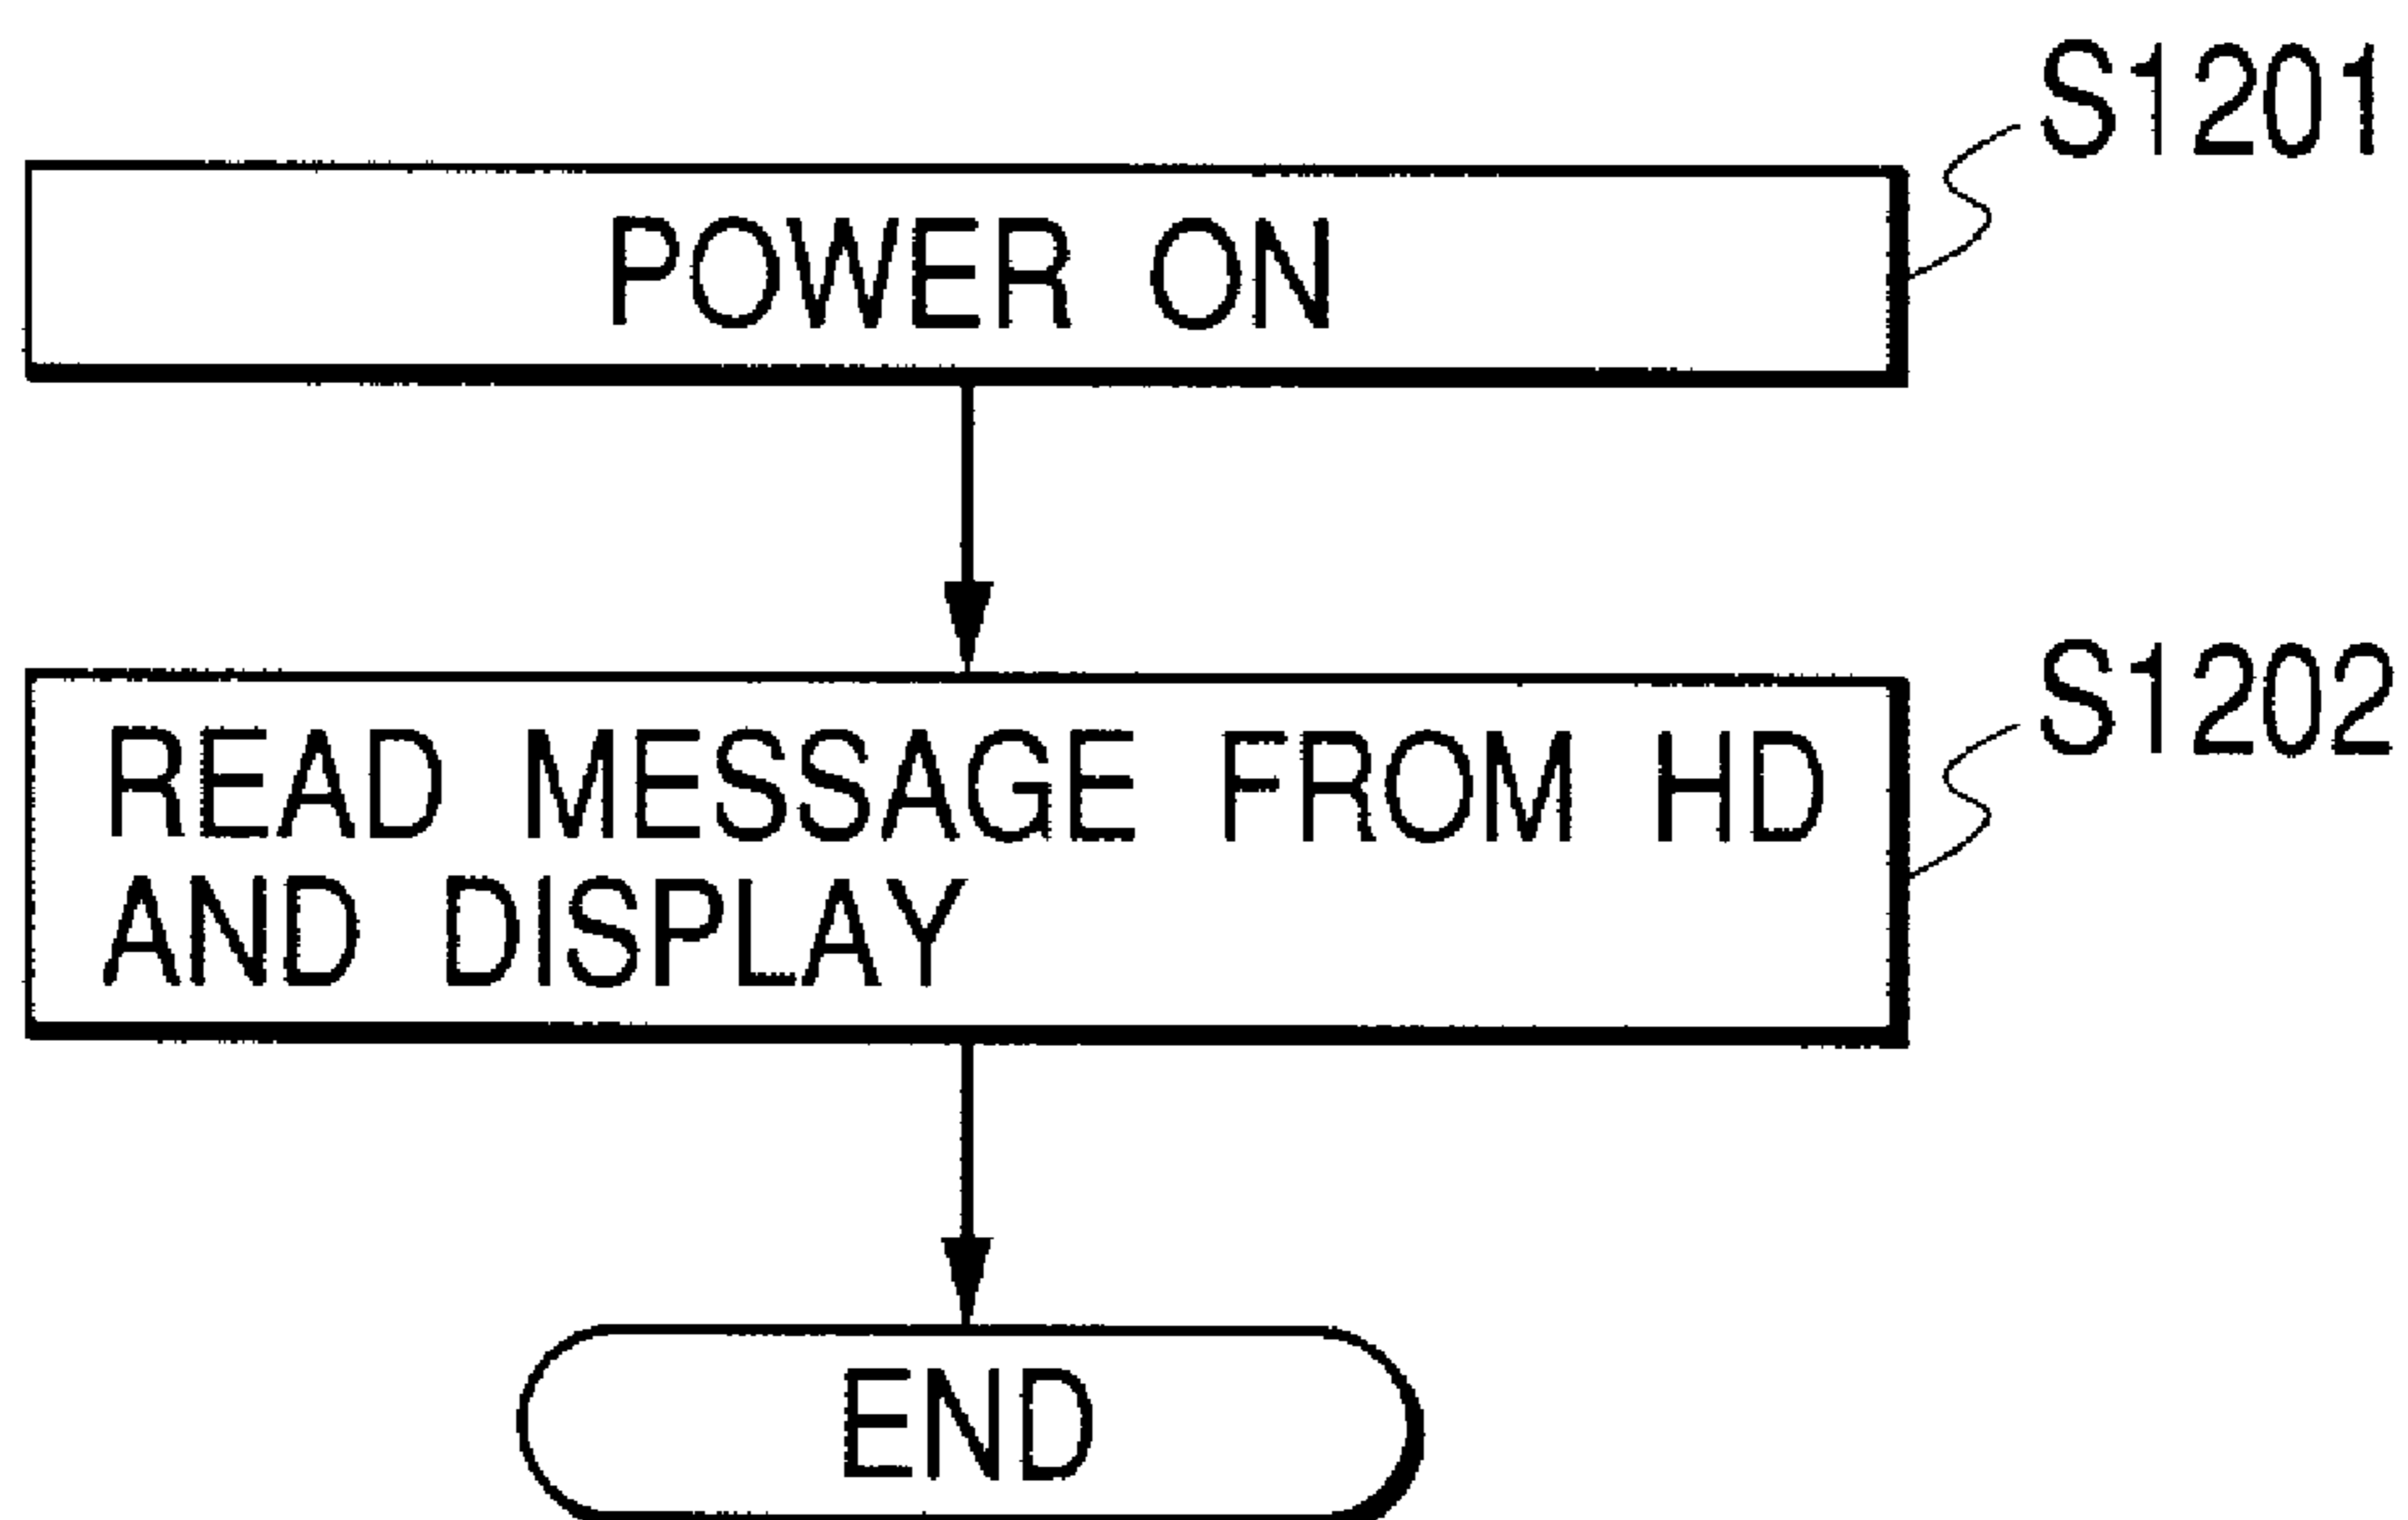 S1201
POWER ON
S1202
READ MESSAGE FROM HD
AND DISPLAY
END